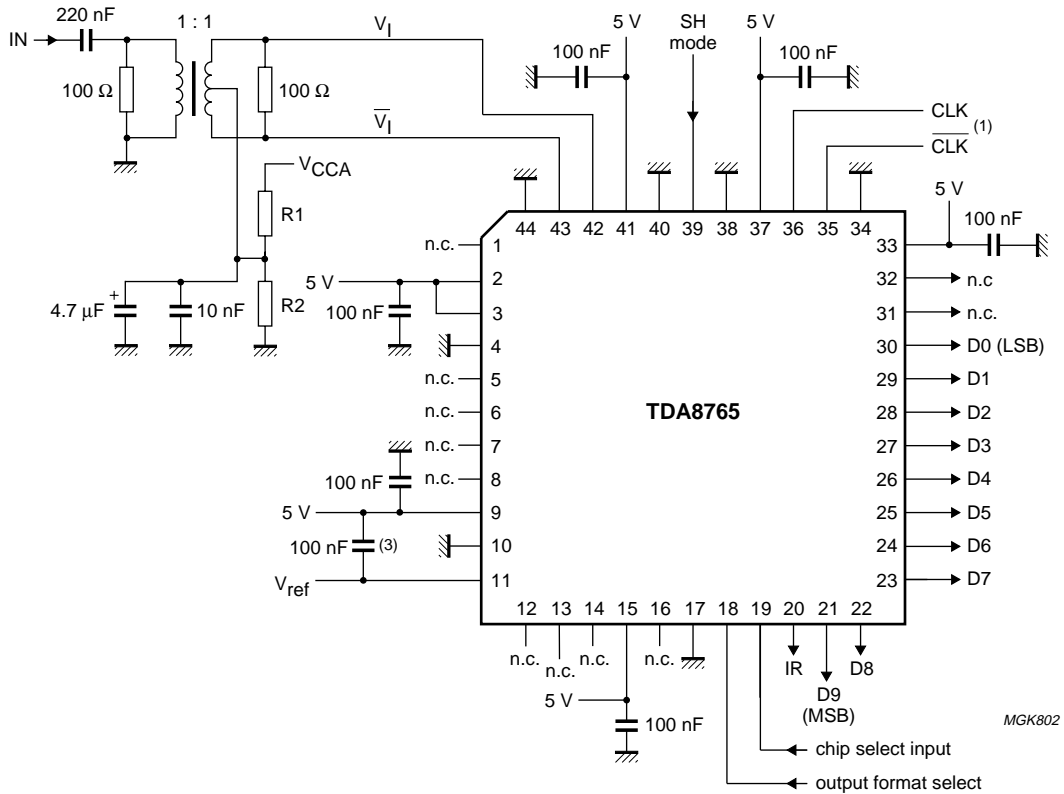 220 nF
1 : 1
IN
V_I
100 Ω
100 Ω
V̅_I
V_CCA
R1
R2
4.7 µF
+
10 nF
5 V
100 nF
SH
mode
5 V
100 nF
CLK
C̅L̅K̅ (1)
5 V
100 nF
44
43
42
41
40
39
38
37
36
35
34
n.c.
1
5 V
2
100 nF
3
4
n.c.
5
n.c.
6
n.c.
7
n.c.
8
100 nF
5 V
9
100 nF (3)
10
V_ref
11
TDA8765
33
32
n.c
31
n.c.
30
D0 (LSB)
29
D1
28
D2
27
D3
26
D4
25
D5
24
D6
23
D7
12
13
14
15
16
17
18
19
20
21
22
n.c.
n.c.
n.c.
n.c.
IR
D8
D9
(MSB)
5 V
100 nF
MGK802
chip select input
output format select